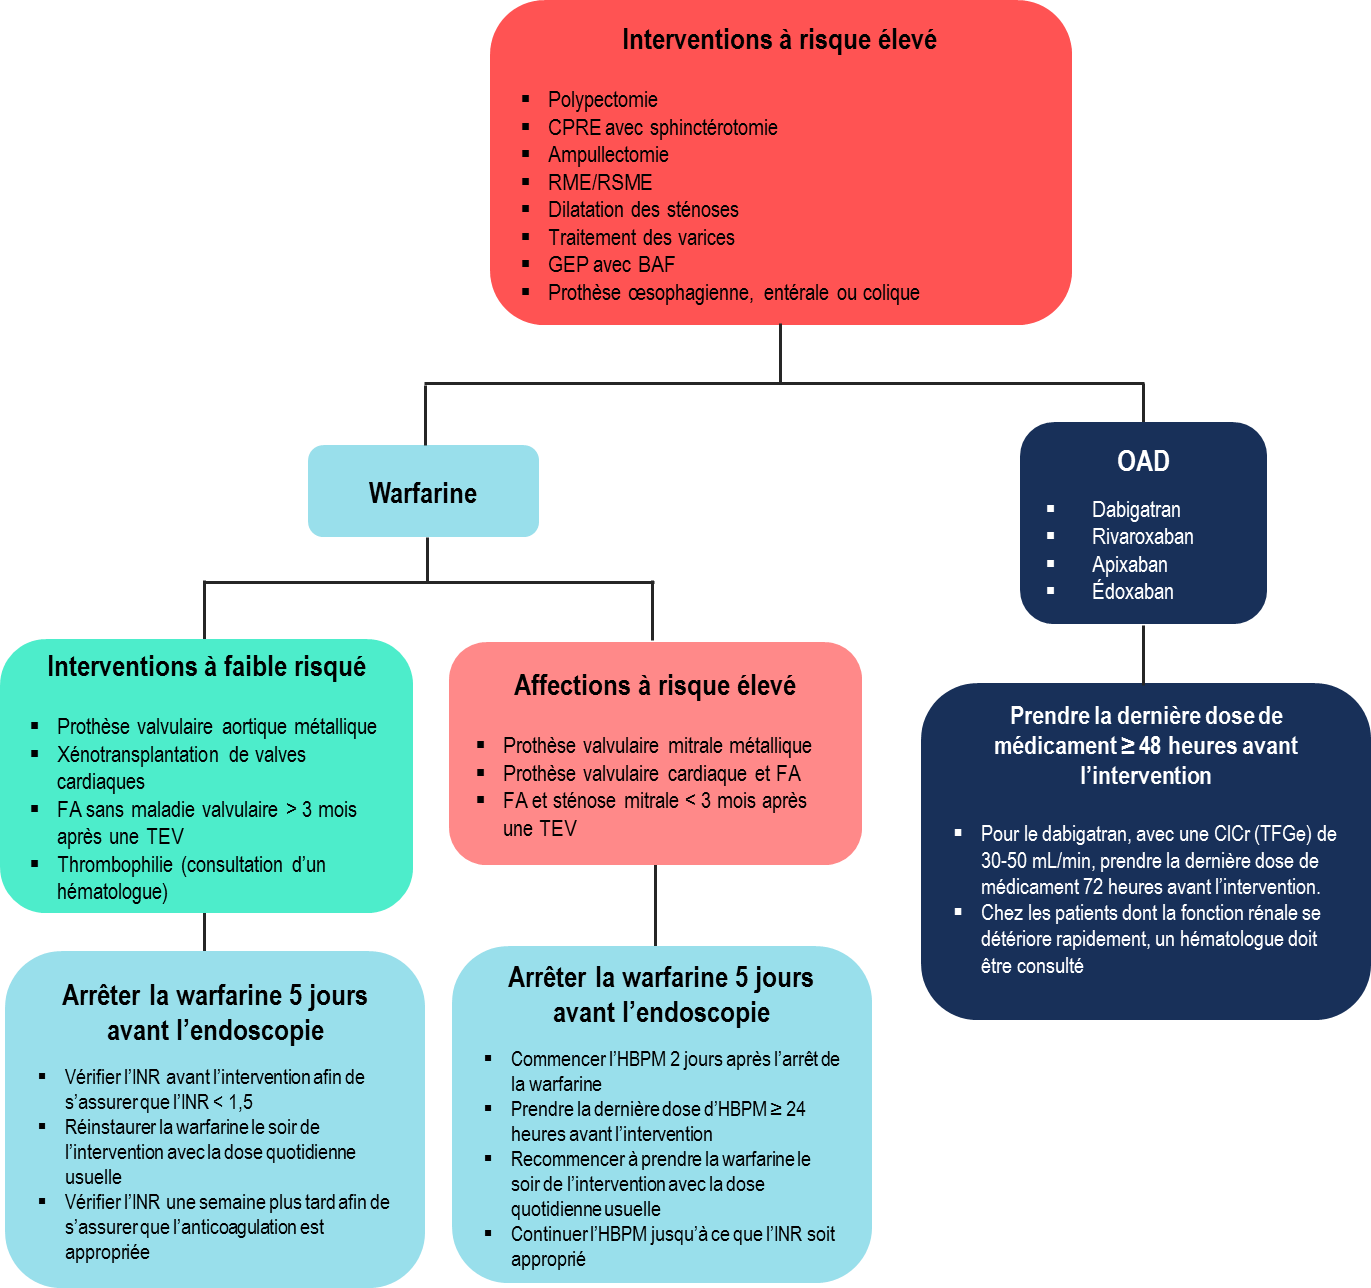 Interventions à risque élevé
▪ Polypectomie
▪ CPRE avec sphinctérotomie
▪ Ampullectomie
▪ RME/RSME
▪ Dilatation des sténoses
▪ Traitement des varices
▪ GEP avec BAF
▪ Prothèse œsophagienne, entérale ou colique
Warfarine
OAD
▪ Dabigatran
▪ Rivaroxaban
▪ Apixaban
▪ Édoxaban
Interventions à faible risqué
▪ Prothèse valvulaire aortique métallique
▪ Xénotransplantation de valves
cardiaques
▪ FA sans maladie valvulaire > 3 mois
après une TEV
▪ Thrombophilie (consultation d’un
hématologue)
Affections à risque élevé
▪ Prothèse valvulaire mitrale métallique
▪ Prothèse valvulaire cardiaque et FA
▪ FA et sténose mitrale < 3 mois après
une TEV
Prendre la dernière dose de
médicament ≥ 48 heures avant
l’intervention
▪ Pour le dabigatran, avec une ClCr (TFGe) de
30-50 mL/min, prendre la dernière dose de
médicament 72 heures avant l’intervention.
▪ Chez les patients dont la fonction rénale se
détériore rapidement, un hématologue doit
être consulté
Arrêter la warfarine 5 jours
avant l’endoscopie
▪ Vérifier l’INR avant l’intervention afin de
s’assurer que l’INR < 1,5
▪ Réinstaurer la warfarine le soir de
l’intervention avec la dose quotidienne
usuelle
▪ Vérifier l’INR une semaine plus tard afin de
s’assurer que l’anticoagulation est
appropriée
Arrêter la warfarine 5 jours
avant l’endoscopie
▪ Commencer l’HBPM 2 jours après l’arrêt de
la warfarine
▪ Prendre la dernière dose d’HBPM ≥ 24
heures avant l’intervention
▪ Recommencer à prendre la warfarine le
soir de l’intervention avec la dose
quotidienne usuelle
▪ Continuer l’HBPM jusqu’à ce que l’INR soit
approprié